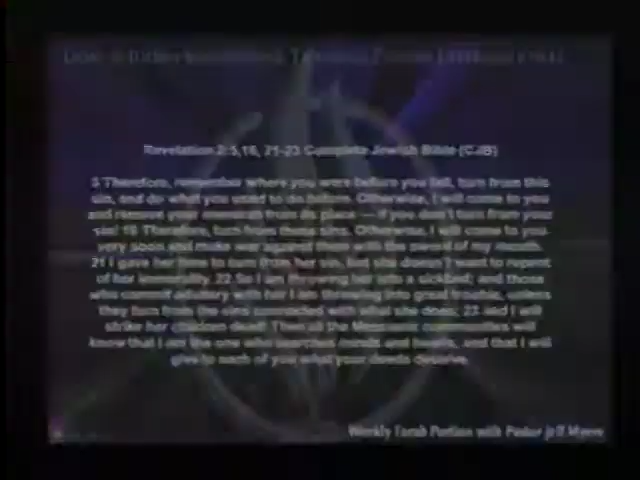 Revelation 2:5,16, 21-23 Complete Jewish Bible (CJB)
5 Therefore, remember where you were before you fell, turn from this
sin, and do what you used to do before. Otherwise, I will come to you
and remove your menorah from its place — if you don't turn from your
sin! 16 Therefore, turn from these sins. Otherwise, I will come to you
very soon and make war against them with the sword of my mouth.
21 I gave her time to turn from her sin, but she doesn't want to repent
of her immorality. 22 So I am throwing her into a sickbed; and those
who commit adultery with her I am throwing into great trouble, unless
they turn from the sins connected with what she does; 23 and I will
strike her children dead! Then all the Messianic communities will
know that I am the one who searches minds and hearts, and that I will
give to each of you what your deeds deserve.
Weekly Torah Portion with Pastor Jeff Myers